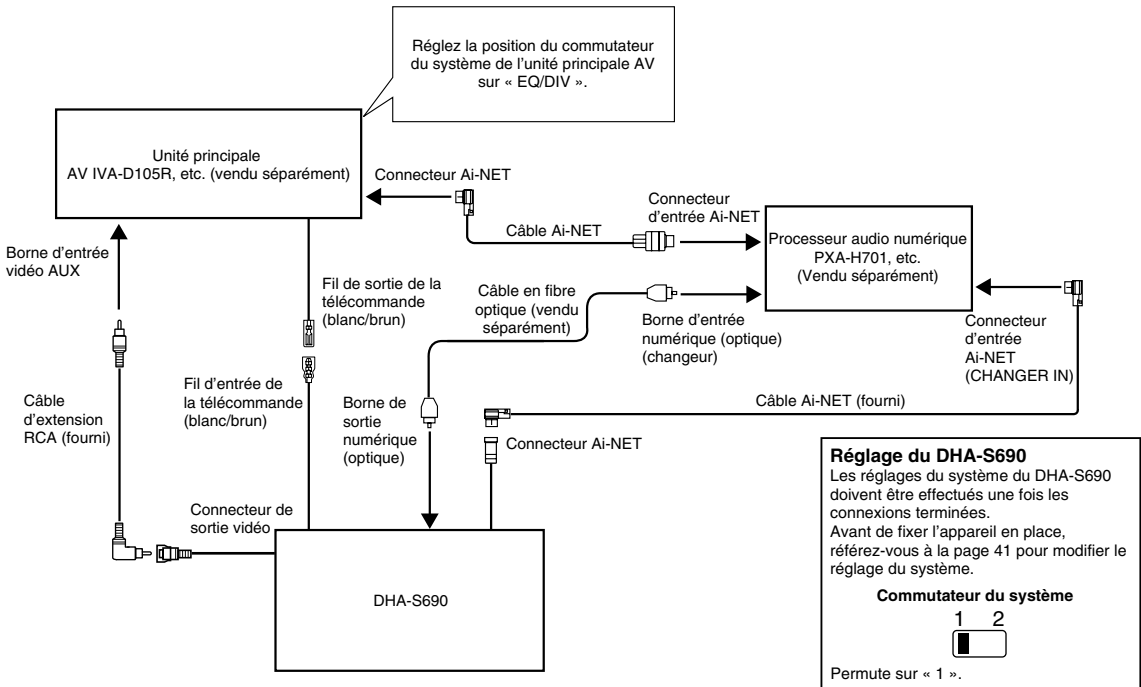 Réglez la position du commutateur
du système de l'unité principale AV
sur « EQ/DIV ».
Unité principale
AV IVA-D105R, etc. (vendu séparément)
Connecteur Ai-NET
Câble Ai-NET
Connecteur
d'entrée Ai-NET
Processeur audio numérique
PXA-H701, etc.
(Vendu séparément)
Borne d'entrée
vidéo AUX
Fil de sortie de la
télécommande
(blanc/brun)
Câble en fibre
optique (vendu
séparément)
Borne d'entrée
numérique (optique)
(changeur)
Connecteur
d'entrée
Ai-NET
(CHANGER IN)
Câble
d'extension
RCA (fourni)
Fil d'entrée de
la télécommande
(blanc/brun)
Borne de
sortie
numérique
(optique)
Câble Ai-NET (fourni)
Connecteur Ai-NET
Connecteur de
sortie vidéo
DHA-S690
Réglage du DHA-S690
Les réglages du système du DHA-S690
doivent être effectués une fois les
connexions terminées.
Avant de fixer l'appareil en place,
référez-vous à la page 41 pour modifier le
réglage du système.
Commutateur du système
1 2
Permute sur « 1 ».